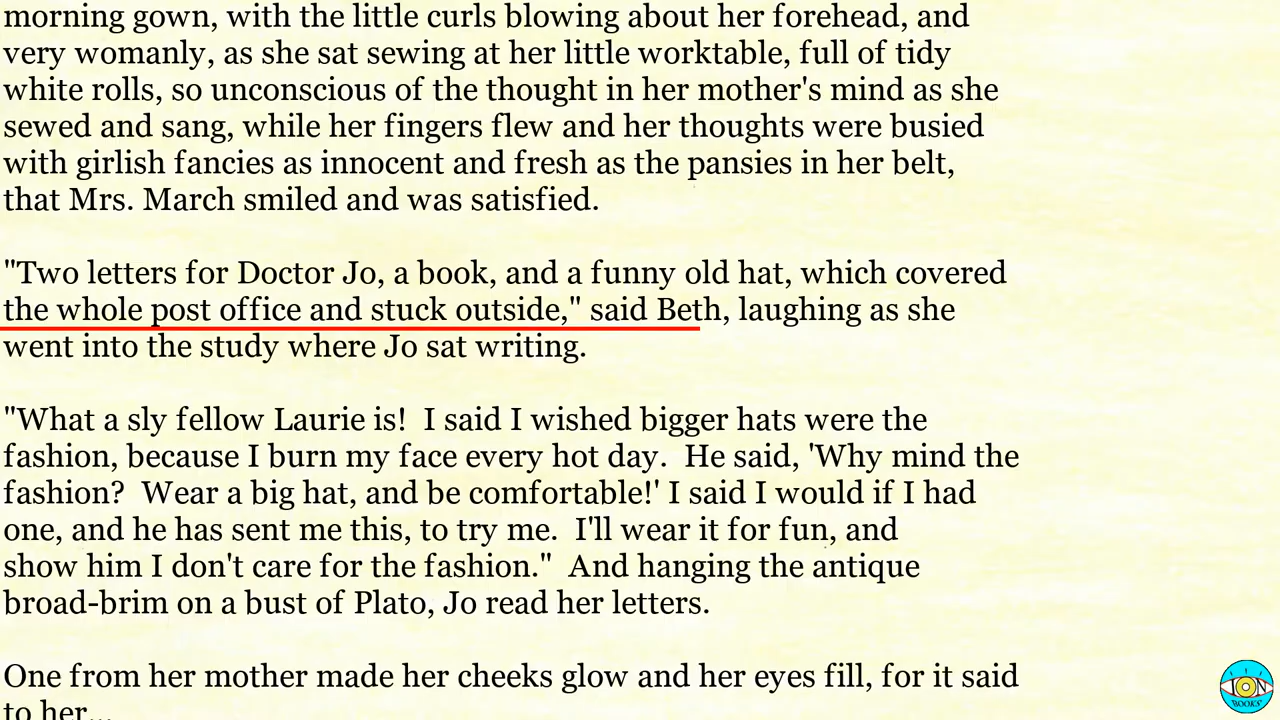 morning gown, with the little curls blowing about her forehead, and
very womanly, as she sat sewing at her little worktable, full of tidy
white rolls, so unconscious of the thought in her mother's mind as she
sewed and sang, while her fingers flew and her thoughts were busied
with girlish fancies as innocent and fresh as the pansies in her belt,
that Mrs. March smiled and was satisfied.
"Two letters for Doctor Jo, a book, and a funny old hat, which covered
the whole post office and stuck outside," said Beth, laughing as she
went into the study where Jo sat writing.
"What a sly fellow Laurie is!  I said I wished bigger hats were the
fashion, because I burn my face every hot day.  He said, 'Why mind the
fashion?  Wear a big hat, and be comfortable!' I said I would if I had
one, and he has sent me this, to try me.  I'll wear it for fun, and
show him I don't care for the fashion."  And hanging the antique
broad-brim on a bust of Plato, Jo read her letters.
One from her mother made her cheeks glow and her eyes fill, for it said
to her...
ION
BOOKS